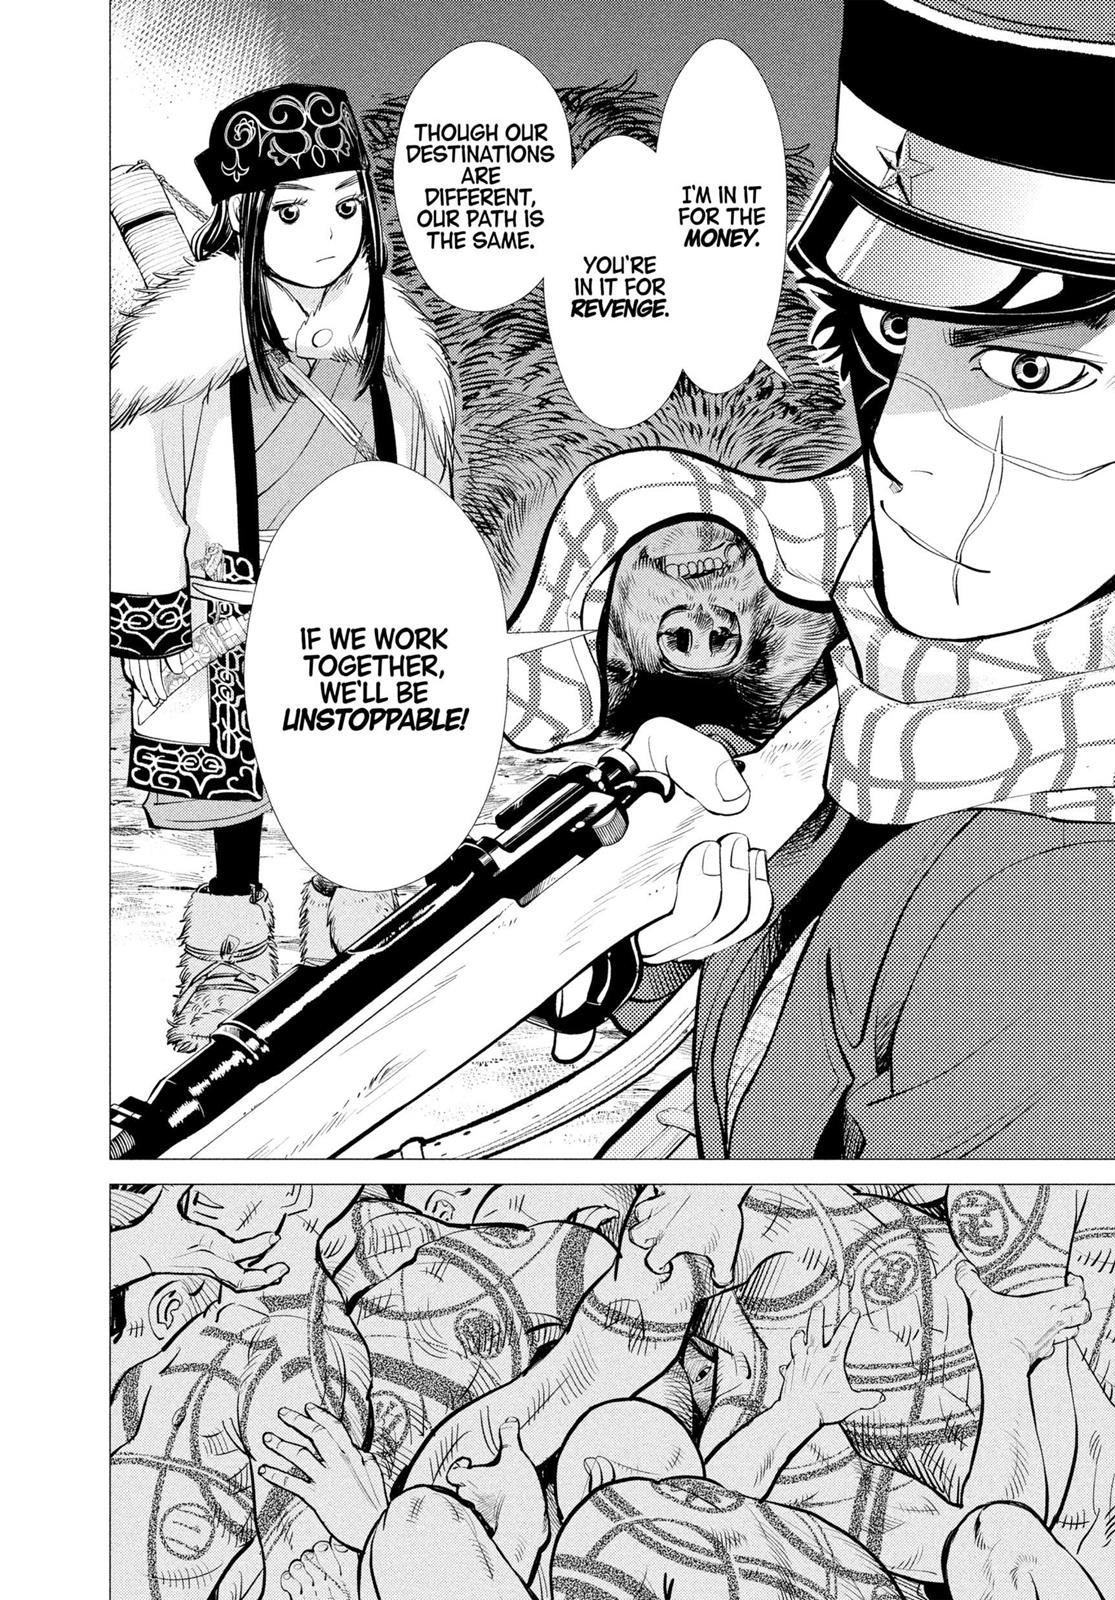 I'M IN IT
FOR THE
MONEY.
YOU'RE
IN IT FOR
REVENGE.
THOUGH OUR
DESTINATIONS
ARE
DIFFERENT,
OUR PATH IS
THE SAME.
IF WE WORK
TOGETHER,
WE'LL BE
UNSTOPPABLE!